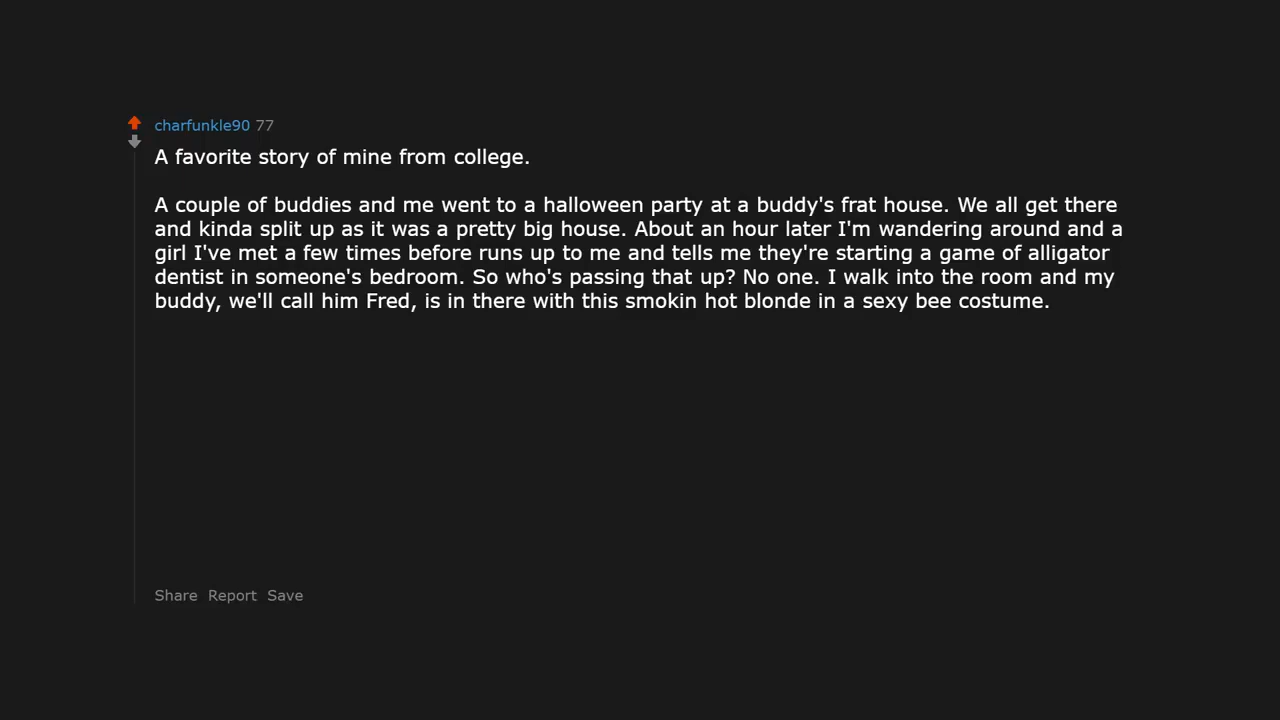 charfunkle90 77
A favorite story of mine from college.
A couple of buddies and me went to a halloween party at a buddy's frat house. We all get there
and kinda split up as it was a pretty big house. About an hour later I'm wandering around and a
girl I've met a few times before runs up to me and tells me they're starting a game of alligator
dentist in someone's bedroom. So who's passing that up? No one. I walk into the room and my
buddy, we'll call him Fred, is in there with this smokin hot blonde in a sexy bee costume.
Share Report Save